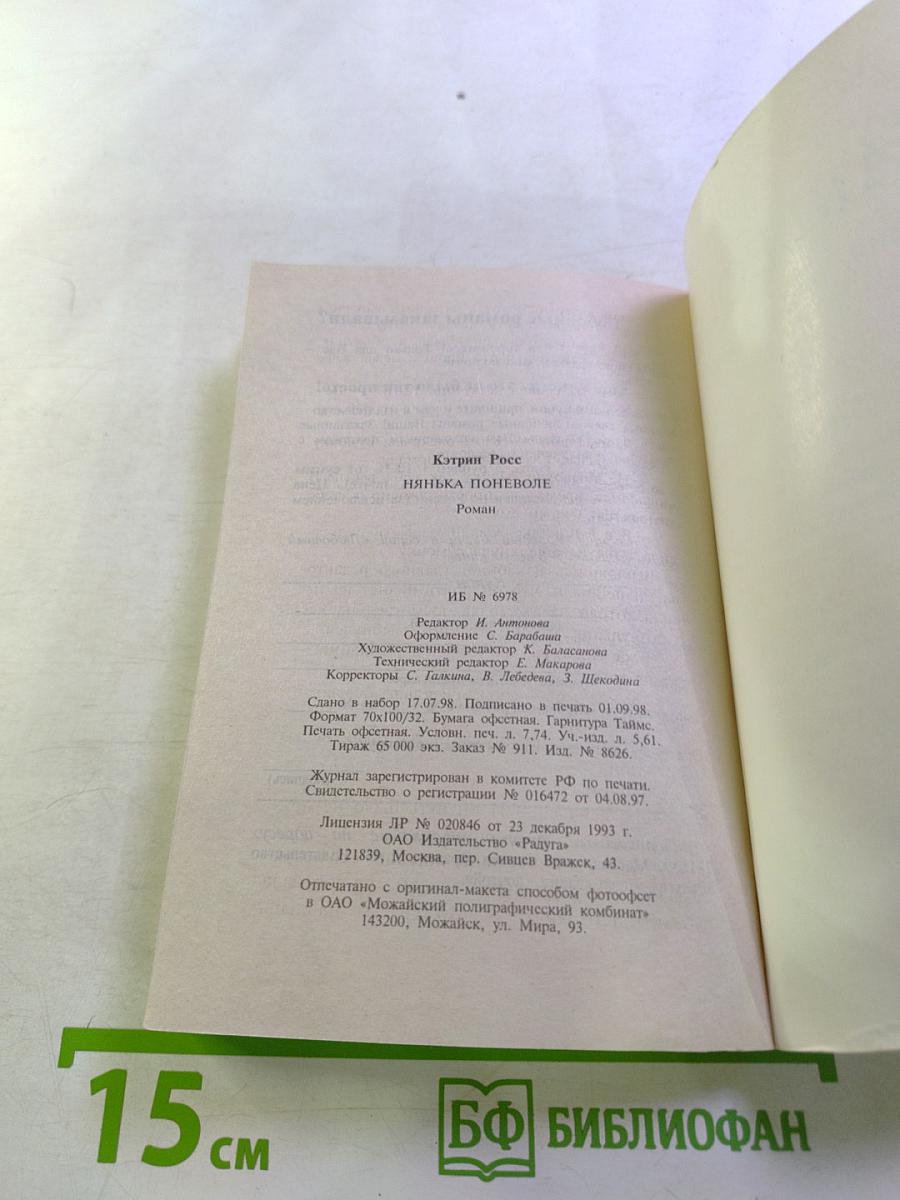 Кэтрин Росс
НЯНЬКА ПОНЕВОЛЕ
Роман
ИБ № 6978
Редактор И. Антонова
Оформление С. Барабаша
Художественный редактор К. Баласанова
Технический редактор Е. Макарова
Корректоры С. Галкина, В. Лебедева, З. Щекодина
Сдано в набор 17.07.98. Подписано в печать 01.09.98.
Формат 70х100/32. Бумага офсетная. Гарнитура Таймс.
Печать офсетная. Условн. печ. л. 7,74. Уч.-изд. л. 5,61.
Тираж 65 000 экз. Заказ № 911. Изд. № 8626.
Журнал зарегистрирован в комитете РФ по печати.
Свидетельство о регистрации № 016472 от 04.08.97.
Лицензия ЛР № 020846 от 23 декабря 1993 г.
ОАО Издательство «Радуга»
121839, Москва, пер. Сивцев Вражек, 43.
Отпечатано с оригинал-макета способом фотоофсет
в ОАО «Можайский полиграфический комбинат»
143200, Можайск, ул. Мира, 93.
15 см
БФ БИБЛИОФАН